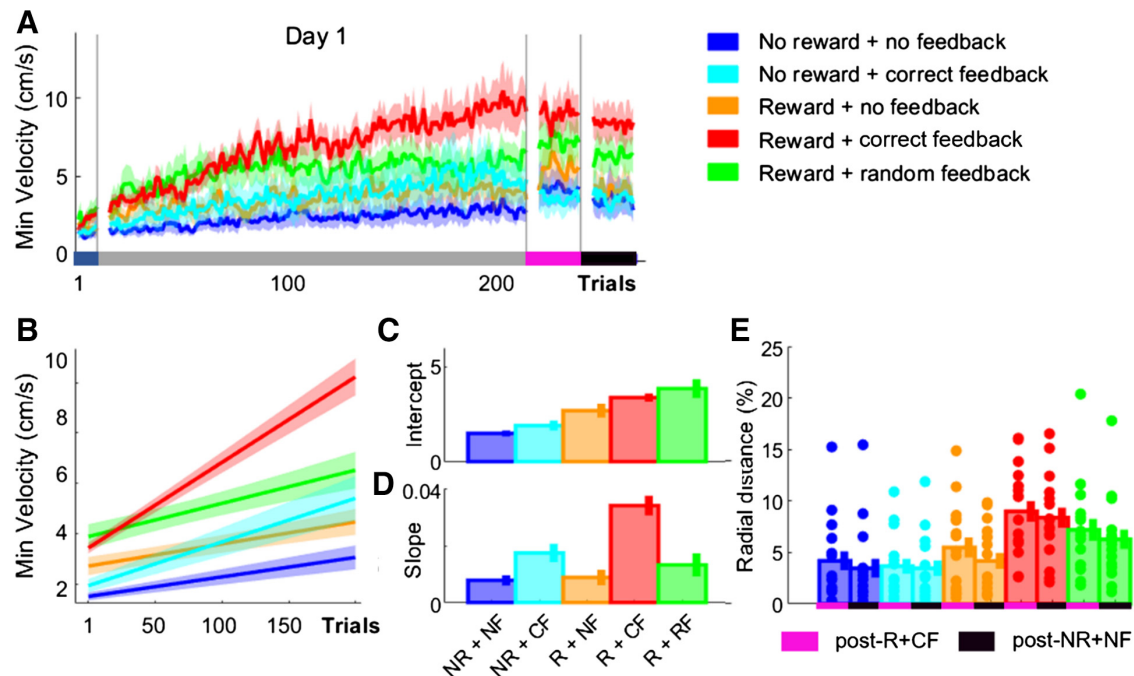 A
Day 1
Min Velocity (cm/s)
10
5
0
1
100
200
Trials
No reward + no feedback
No reward + correct feedback
Reward + no feedback
Reward + correct feedback
Reward + random feedback
B
Min Velocity (cm/s)
10
8
6
4
2
1
50
100
150
Trials
C
Intercept
5
0
D
Slope
0.04
0
NR + NF
NR + CF
R + NF
R + CF
R + RF
E
Radial distance (%)
25
20
15
10
5
0
post-R+CF
post-NR+NF